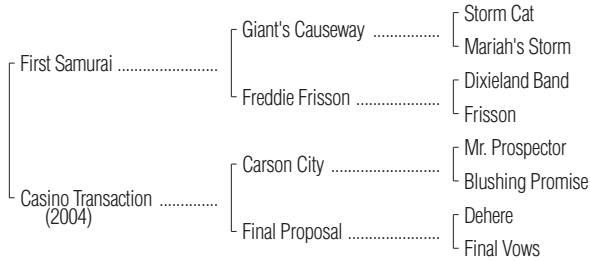 Storm Cat
Giant's Causeway ................
Mariah's Storm
First Samurai ........................
Dixieland Band
Freddie Frisson ....................
Frisson
Mr. Prospector
Carson City ..........................
Blushing Promise
Casino Transaction ..............
(2004)
Dehere
Final Proposal ......................
Final Vows